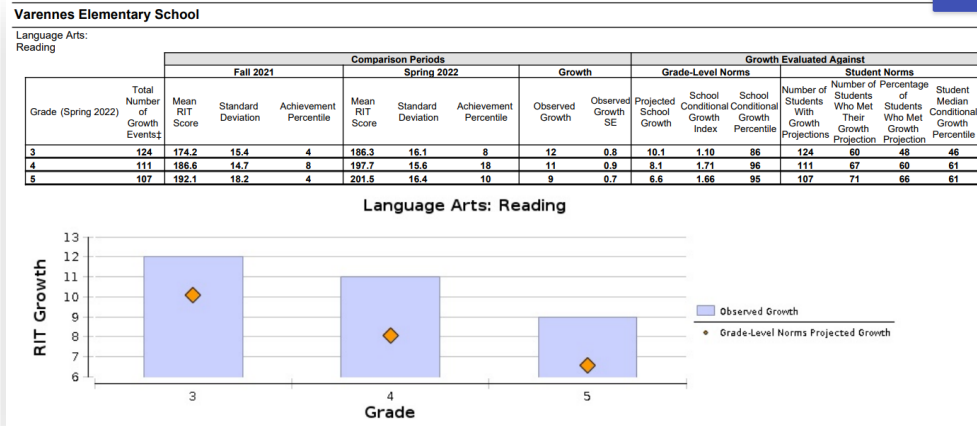 Varennes Elementary School
Language Arts:
Reading
Comparison Periods Growth Evaluated Against
Fall 2021 Spring 2022 Growth Grade-Level Norms Student Norms
Grade (Spring 2022) Total Number of Growth Events‡ Mean RIT Score Standard Deviation Achievement Percentile Mean RIT Score Standard Deviation Achievement Percentile Observed Growth Observed Growth SE Projected School Growth School Conditional Growth Index School Conditional Growth Percentile Number of Students With Growth Projections Number of Students Who Met Their Growth Projection Percentage of Students Who Met Growth Projection Student Median Conditional Growth Percentile
3 124 174.2 15.4 4 186.3 16.1 8 12 0.8 10.1 1.10 86 124 60 48 46
4 111 186.6 14.7 8 197.7 15.6 18 11 0.9 8.1 1.71 96 111 67 60 61
5 107 192.1 18.2 4 201.5 16.4 10 9 0.7 6.6 1.66 95 107 71 66 61
Language Arts: Reading
RIT Growth
13
12
11
10
9
8
7
6
3 4 5
Grade
Observed Growth
Grade-Level Norms Projected Growth